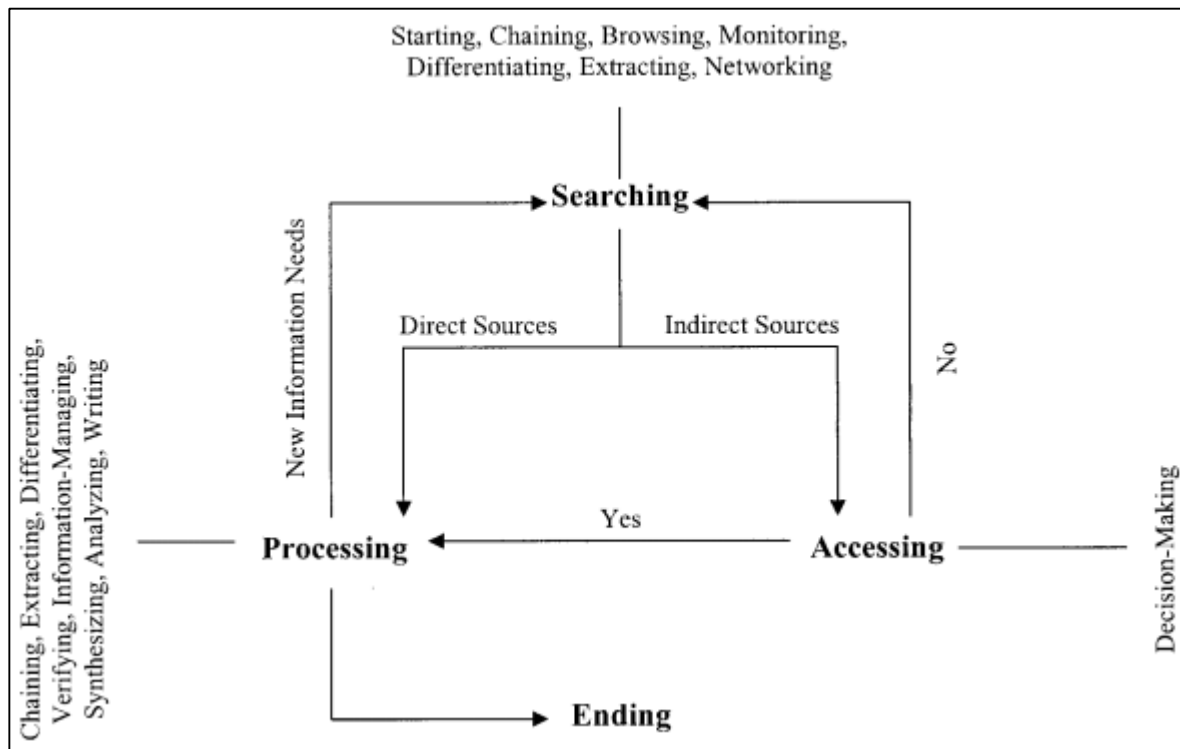 Starting, Chaining, Browsing, Monitoring,
Differentiating, Extracting, Networking
Searching
New Information Needs
Direct Sources
Indirect Sources
No
Chaining, Extracting, Differentiating,
Verifying, Information-Managing,
Synthesizing, Analyzing, Writing
Yes
Processing
Accessing
Decision-Making
Ending